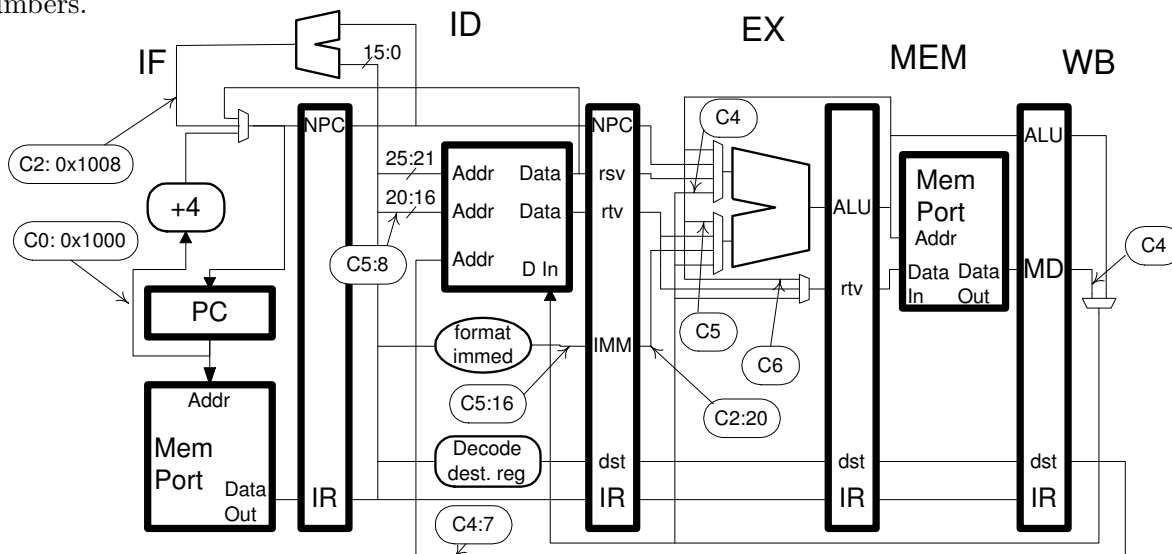 umbers.
IF
ID
EX
MEM
WB
15:0
C2: 0x1008
+4
C0: 0x1000
PC
Addr
Mem
Port
Data
Out
NPC
IR
25:21
20:16
C5:8
Addr
Data
Addr
Data
Addr
D In
format
immed
C5:16
Decode
dest. reg
C4:7
NPC
rsv
rtv
IMM
dst
IR
C4
C5
C6
C2:20
ALU
rtv
dst
IR
Mem
Port
Addr
Data
In
Data
Out
ALU
MD
dst
IR
C4